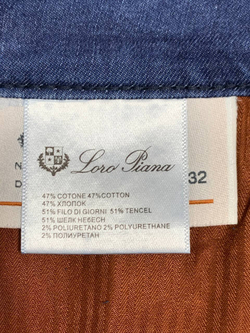 Loro Piana
32
47% COTONE 47%COTTON
47% ХЛОПОК
51% FILO DI GIORNI 51% TENCEL
51% ШЕЛК НЕБЕСН
2% POLIURETANO 2% POLYURETHANE
2% ПОЛИУРЕТАН